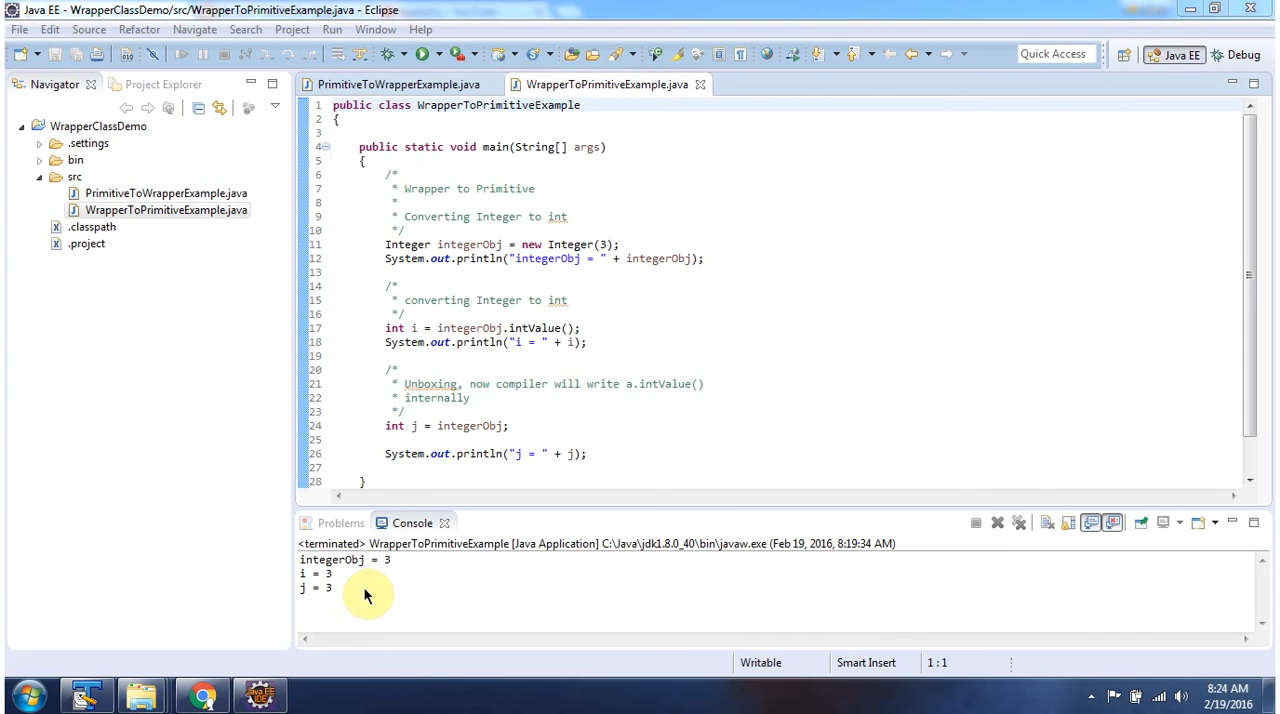 Java EE - WrapperClassDemo/src/WrapperToPrimitiveExample.java - Eclipse
File Edit Source Refactor Navigate Search Project Run Window Help
Quick Access Java EE Debug
Navigator Project Explorer
WrapperClassDemo
.settings
bin
src
PrimitiveToWrapperExample.java
WrapperToPrimitiveExample.java
.classpath
.project
PrimitiveToWrapperExample.java WrapperToPrimitiveExample.java
1 public class WrapperToPrimitiveExample
2 {
3
4 public static void main(String[] args)
5 {
6 /*
7 * Wrapper to Primitive
8 *
9 * Converting Integer to int
10 */
11 Integer integerObj = new Integer(3);
12 System.out.println("integerObj = " + integerObj);
13
14 /*
15 * converting Integer to int
16 */
17 int i = integerObj.intValue();
18 System.out.println("i = " + i);
19
20 /*
21 * Unboxing, now compiler will write a.intValue()
22 * internally
23 */
24 int j = integerObj;
25
26 System.out.println("j = " + j);
27
28 }
Problems Console
<terminated> WrapperToPrimitiveExample [Java Application] C:\Java\jdk1.8.0_40\bin\javaw.exe (Feb 19, 2016, 8:19:34 AM)
integerObj = 3
i = 3
j = 3
Writable Smart Insert 1 : 1
Java EE
IDE
8:24 AM
2/19/2016